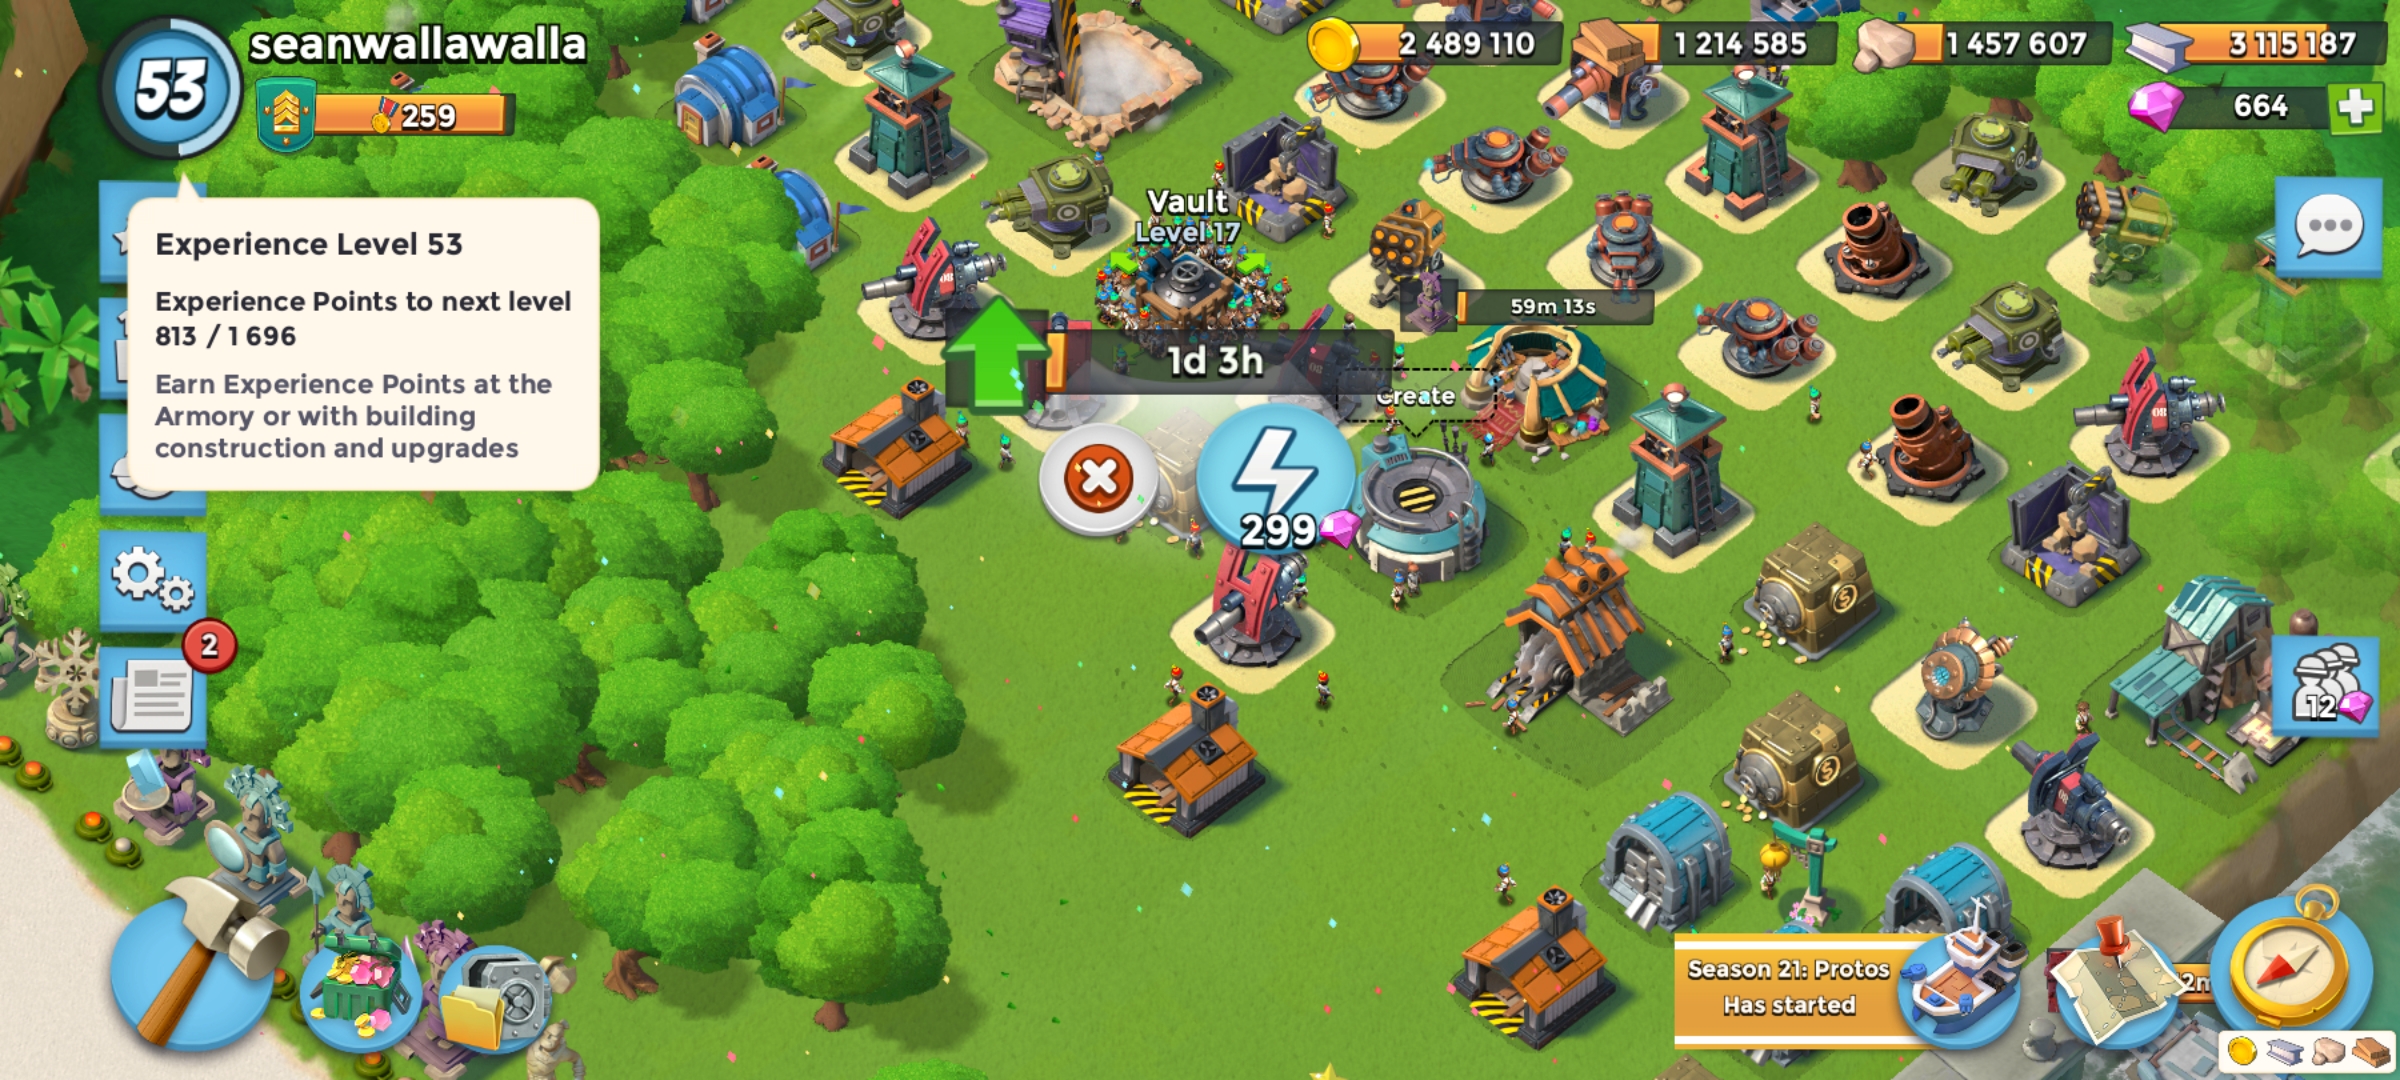 53
seanwallawalla
259
2 489 110
1 214 585
1 457 607
3 115 187
664
Experience Level 53
Experience Points to next level
813 / 1 696
Earn Experience Points at the
Armory or with building
construction and upgrades
Vault
Level 17
59m 13s
1d 3h
Create
299
2
12
Season 21: Protos
Has started